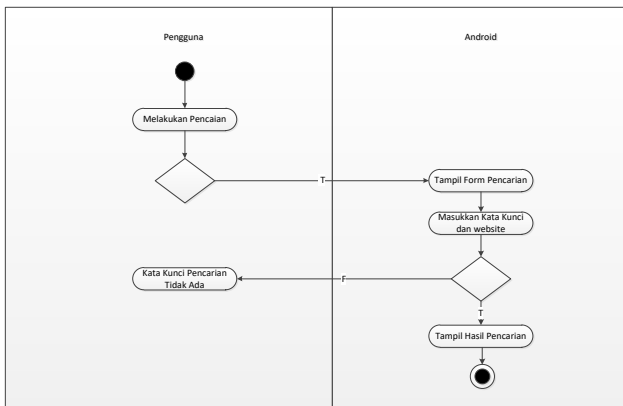 Pengguna
Android
Melakukan Pencaian
T
Tampil Form Pencarian
Masukkan Kata Kunci
dan website
F
Kata Kunci Pencarian
Tidak Ada
T
Tampil Hasil Pencarian